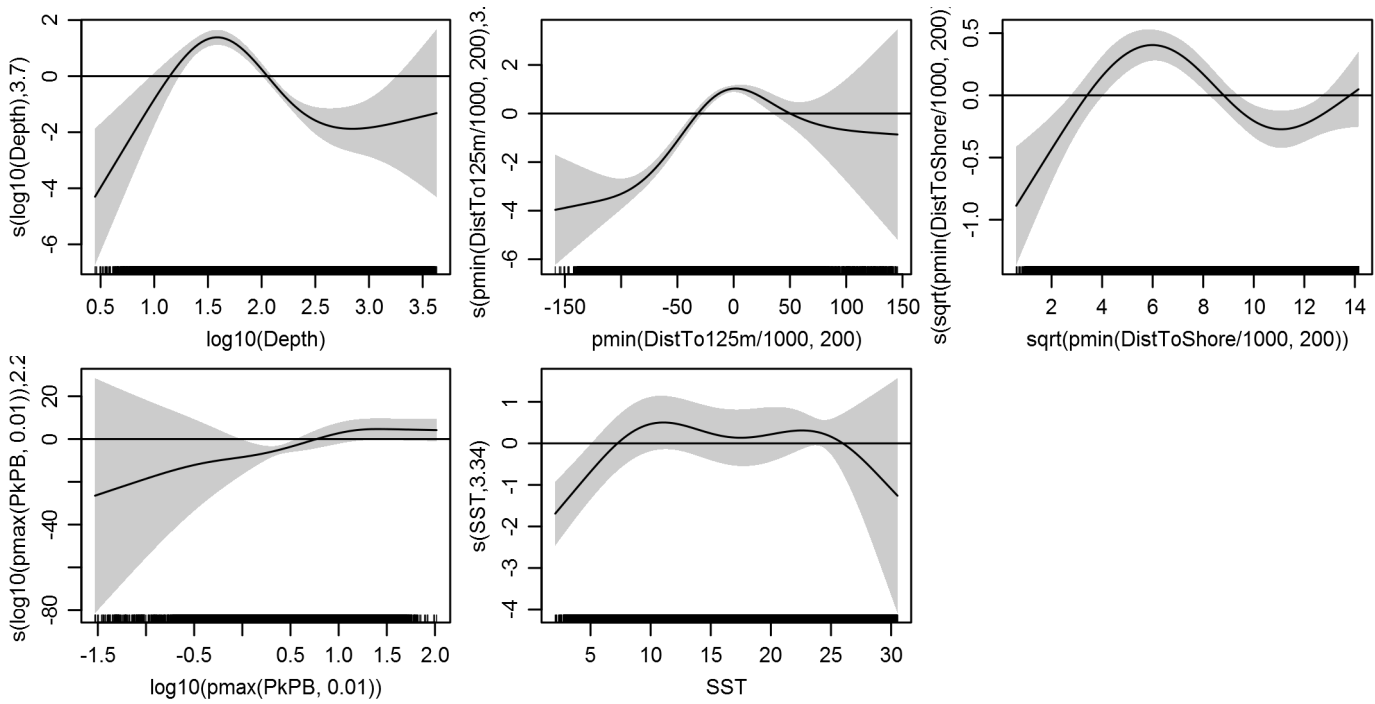 s(log10(Depth),3.7)
2
0
-2
-4
-6
0.5 1.0 1.5 2.0 2.5 3.0 3.5
log10(Depth)
s(pmin(DistTo125m/1000, 200),3.
2
0
-2
-4
-6
-150 -50 0 50 100 150
pmin(DistTo125m/1000, 200)
s(sqrt(pmin(DistToShore/1000, 200))
0.5
0.0
-0.5
-1.0
2 4 6 8 10 12 14
sqrt(pmin(DistToShore/1000, 200))
s(log10(pmax(PkPB, 0.01)),2.2
20
0
-40
-80
-1.5 -0.5 0.5 1.0 1.5 2.0
log10(pmax(PkPB, 0.01))
s(SST,3.34)
1
0
-1
-2
-3
-4
5 10 15 20 25 30
SST